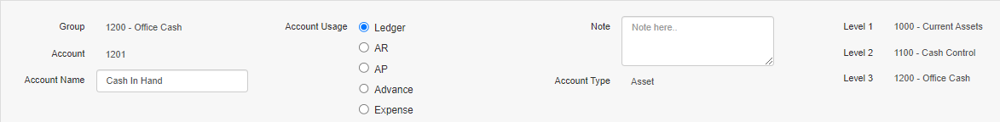 Group 1200 - Office Cash
Account 1201
Account Name Cash In Hand
Account Usage Ledger
AR
AP
Advance
Expense
Note Note here..
Account Type Asset
Level 1 1000 - Current Assets
Level 2 1100 - Cash Control
Level 3 1200 - Office Cash